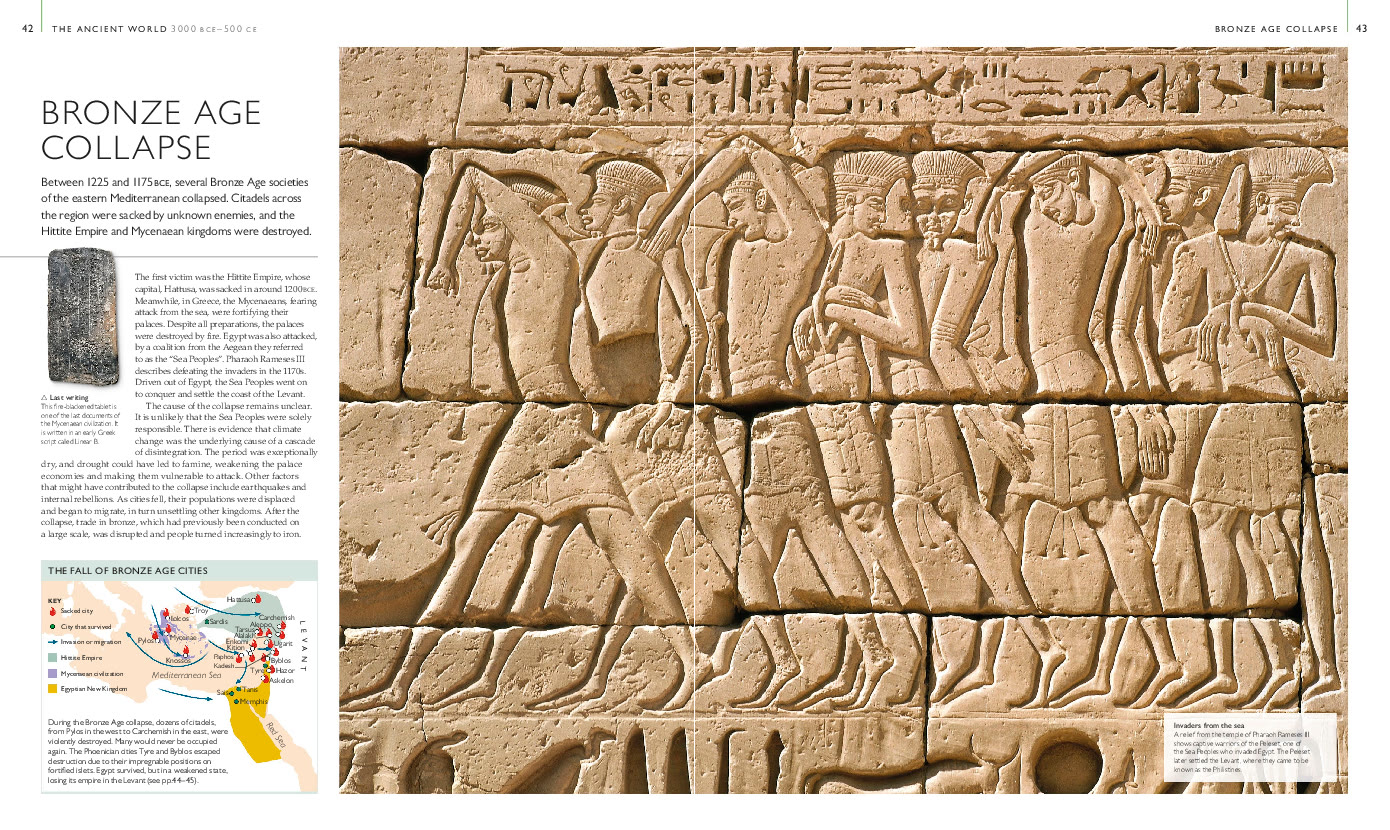 42
THE ANCIENT WORLD 3000 BCE–500 CE
BRONZE AGE COLLAPSE
43
BRONZE AGE
COLLAPSE
Between 1225 and 1175 BCE, several Bronze Age societies
of the eastern Mediterranean collapsed. Citadels across
the region were sacked by unknown enemies, and the
Hittite Empire and Mycenaean kingdoms were destroyed.
The first victim was the Hittite Empire, whose
capital, Hattusa, was sacked in around 1200 BCE.
Meanwhile, in Greece, the Mycenaeans, fearing
attack from the sea, were fortifying their
palaces. Despite all preparations, the palaces
were destroyed by fire. Egypt was also attacked,
by a coalition from the Aegean they referred
to as the “Sea Peoples”. Pharaoh Rameses III
describes defeating the invaders in the 1170s.
Driven out of Egypt, the Sea Peoples went on
to conquer and settle the coast of the Levant.
The cause of the collapse remains unclear.
It is unlikely that the Sea Peoples were solely
responsible. There is evidence that climate
change was the underlying cause of a cascade
of disintegration. The period was exceptionally
dry, and drought could have led to famine, weakening the palace
economies and making them vulnerable to attack. Other factors
that might have contributed to the collapse include earthquakes and
internal rebellions. As cities fell, their populations were displaced
and began to migrate, in turn unsettling other kingdoms. After the
collapse, trade in bronze, which had previously been conducted on
a large scale, was disrupted and people turned increasingly to iron.
△ Last writing
This fire-blackened tablet is
one of the last documents of
the Mycenaean civilization. It
is written in an early Greek
script called Linear B.
THE FALL OF BRONZE AGE CITIES
KEY
Sacked city
City that survived
Invasion or migration
Hittite Empire
Mycenaean civilization
Egyptian New Kingdom
Hattusa
Troy
Iolcos
Sardis
Carchemish
Aleppo
Tarsus
Alalakh
Pylos
Mycenae
Enkomi
Kition
Ugarit
Knossos
Paphos
Kadesh
Byblos
Tyre
Hazor
Askelon
LEVANT
Mediterranean Sea
Sais
Tanis
Memphis
Red Sea
During the Bronze Age collapse, dozens of citadels,
from Pylos in the west to Carchemish in the east, were
violently destroyed. Many would never be occupied
again. The Phoenician cities Tyre and Byblos escaped
destruction due to their impregnable positions on
fortified islets. Egypt survived, but in a weakened state,
losing its empire in the Levant (see pp.44–45).
Invaders from the sea
A relief from the temple of Pharaoh Rameses III
shows captive warriors of the Peleset, one of
the Sea Peoples who invaded Egypt. The Peleset
later settled the Levant, where they came to be
known as the Philistines.